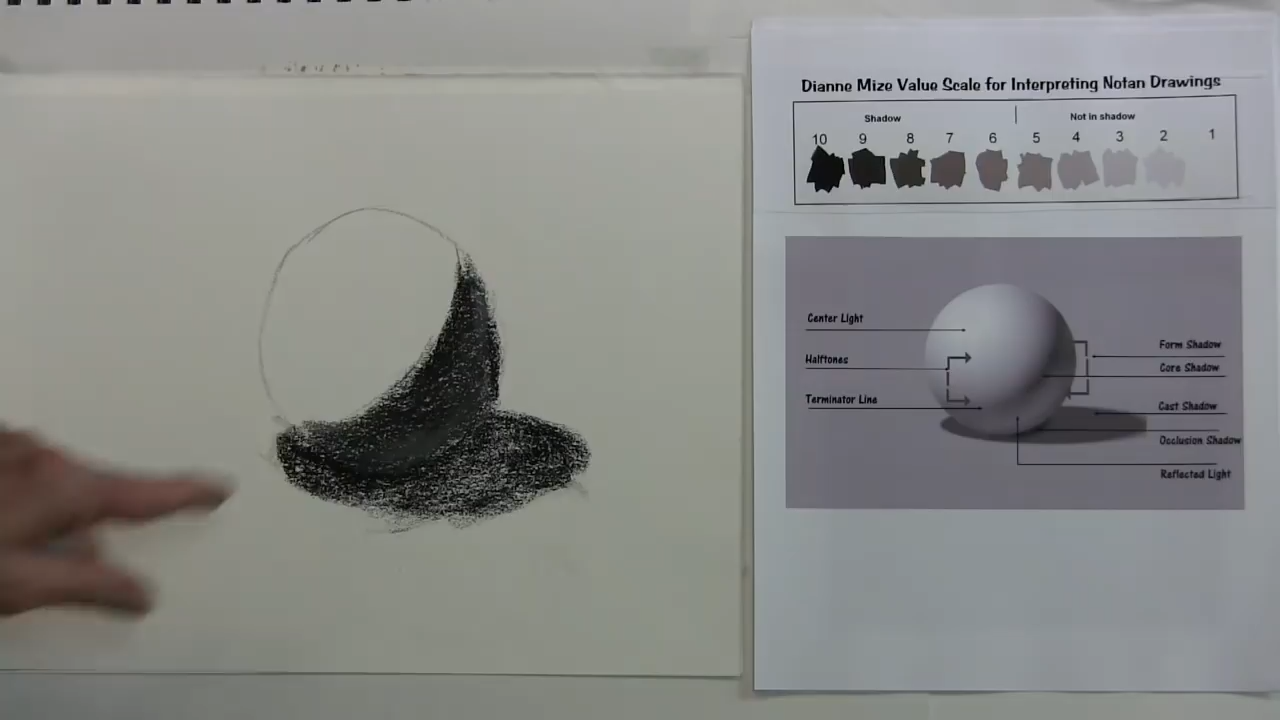 Dianne Mize Value Scale for Interpreting Notan Drawings
Shadow
Not in shadow
10 9 8 7 6 5 4 3 2 1
Center Light
Halftones
Terminator Line
Form Shadow
Core Shadow
Cast Shadow
Occlusion Shadow
Reflected Light